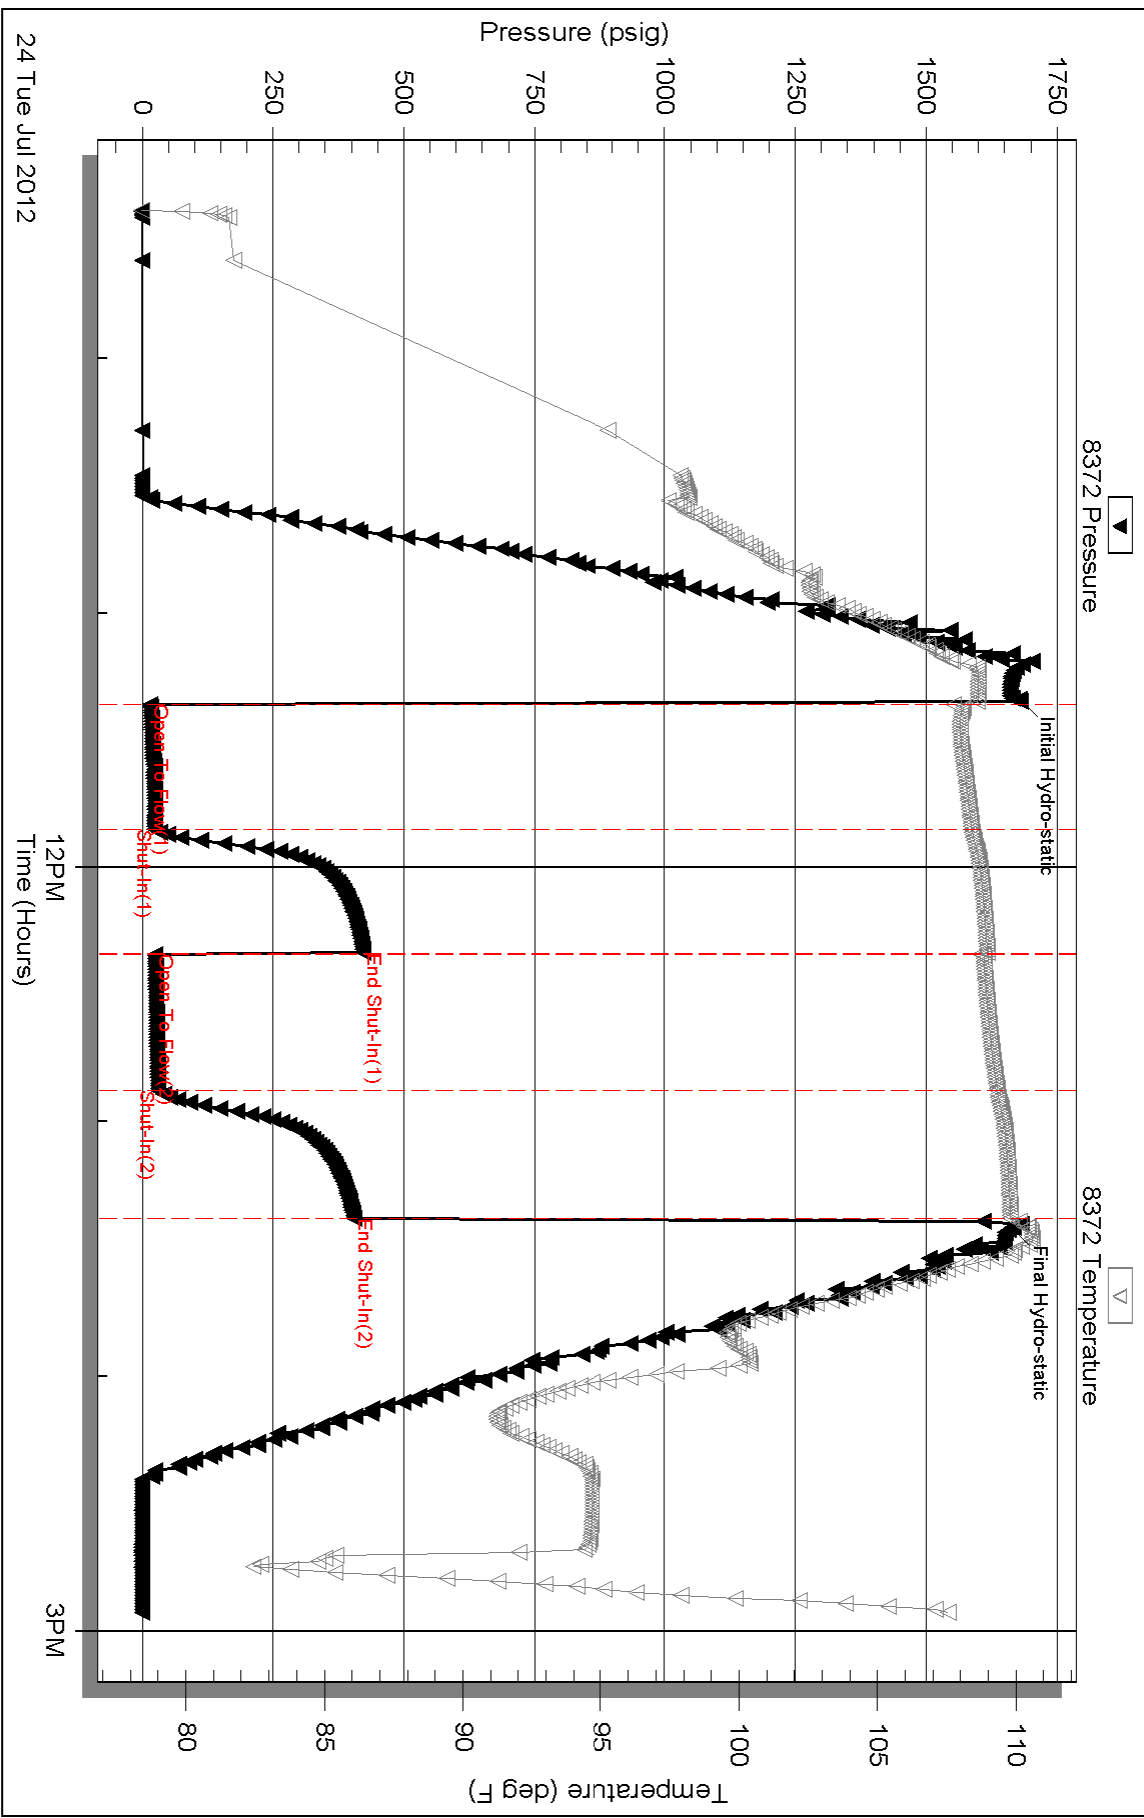 8372 Pressure
8372 Temperature
Pressure (psig)
1750
1500
1250
1000
750
500
250
0
Temperature (deg F)
110
105
100
95
90
85
80
Initial Hydro-static
Final Hydro-static
Open To Flow(1)
Shut-In(1)
End Shut-In(1)
Open To Flow(2)
Shut-In(2)
End Shut-In(2)
12PM
3PM
24 Tue Jul 2012
Time (Hours)